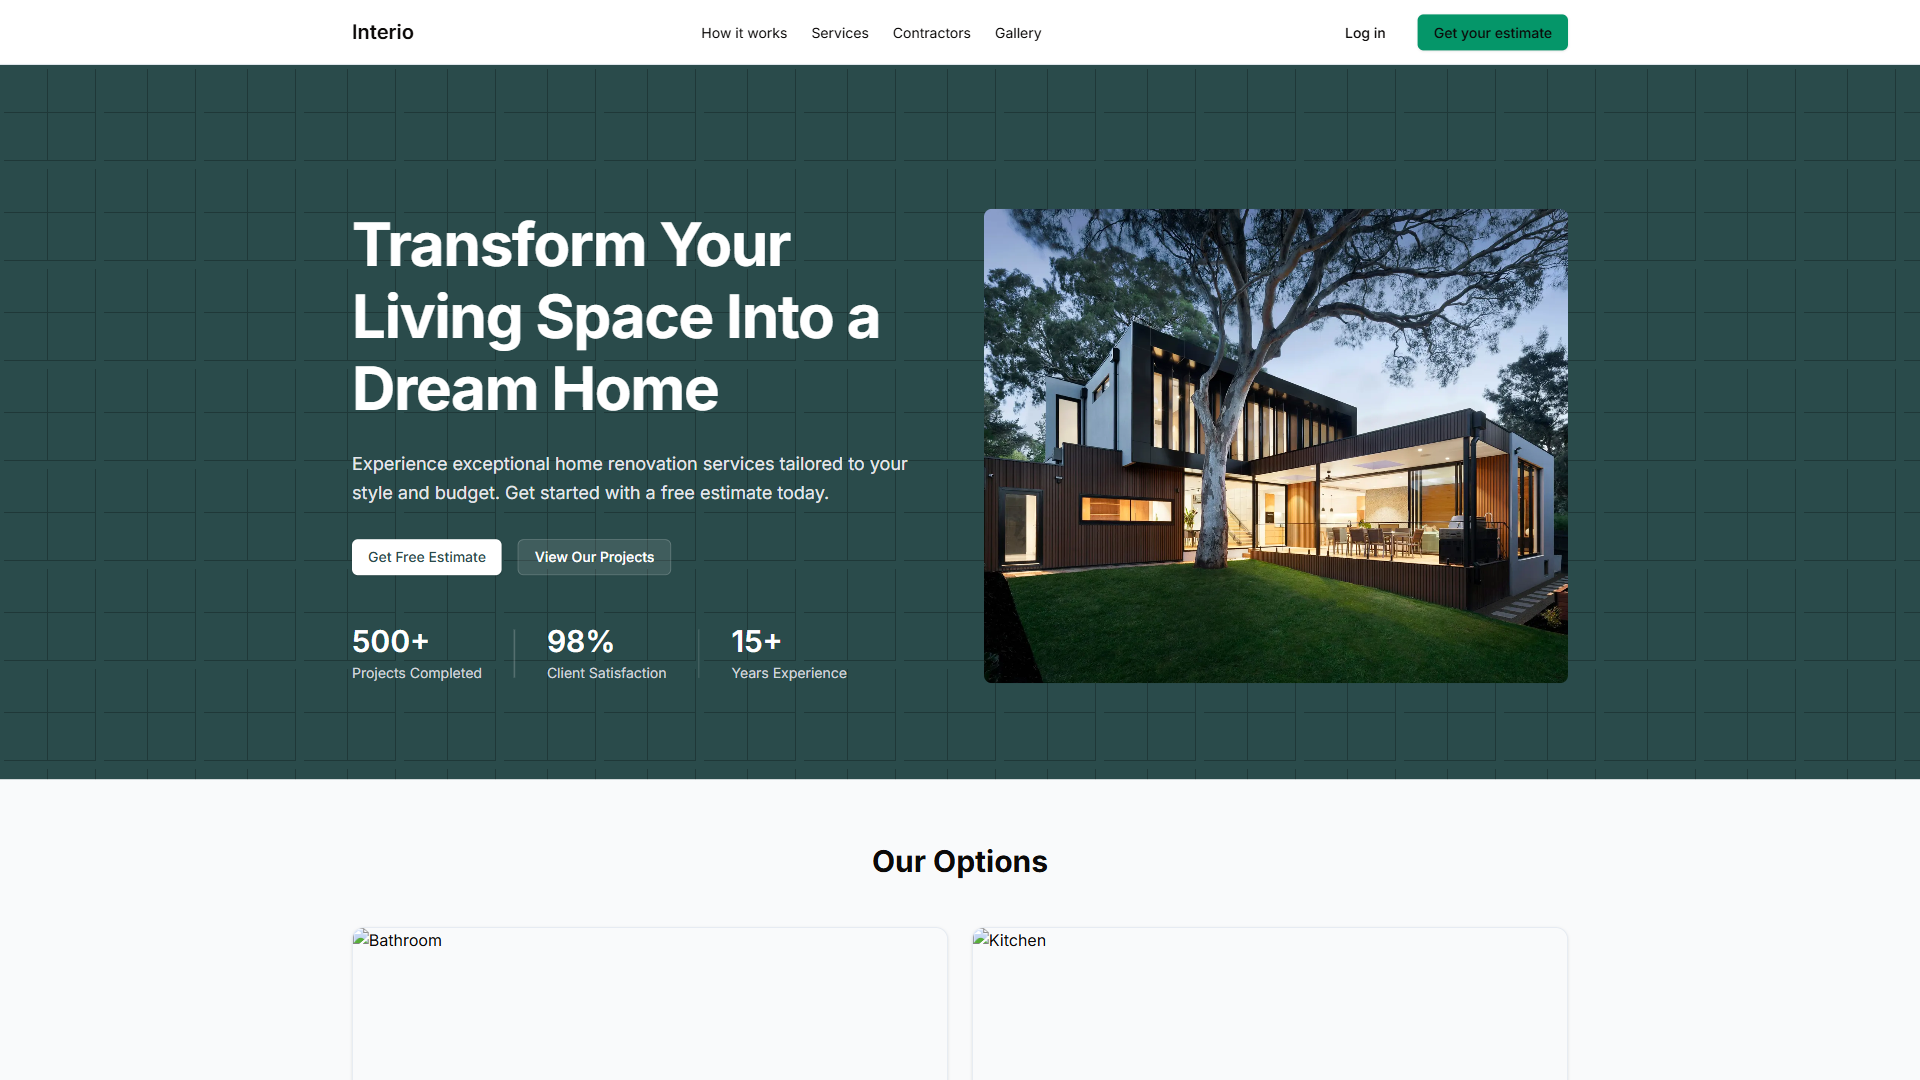 Interio
How it works
Services
Contractors
Gallery
Log in
Get your estimate
Transform Your
Living Space Into a
Dream Home
Experience exceptional home renovation services tailored to your
style and budget. Get started with a free estimate today.
Get Free Estimate
View Our Projects
500+
Projects Completed
98%
Client Satisfaction
15+
Years Experience
Our Options
Bathroom
Kitchen